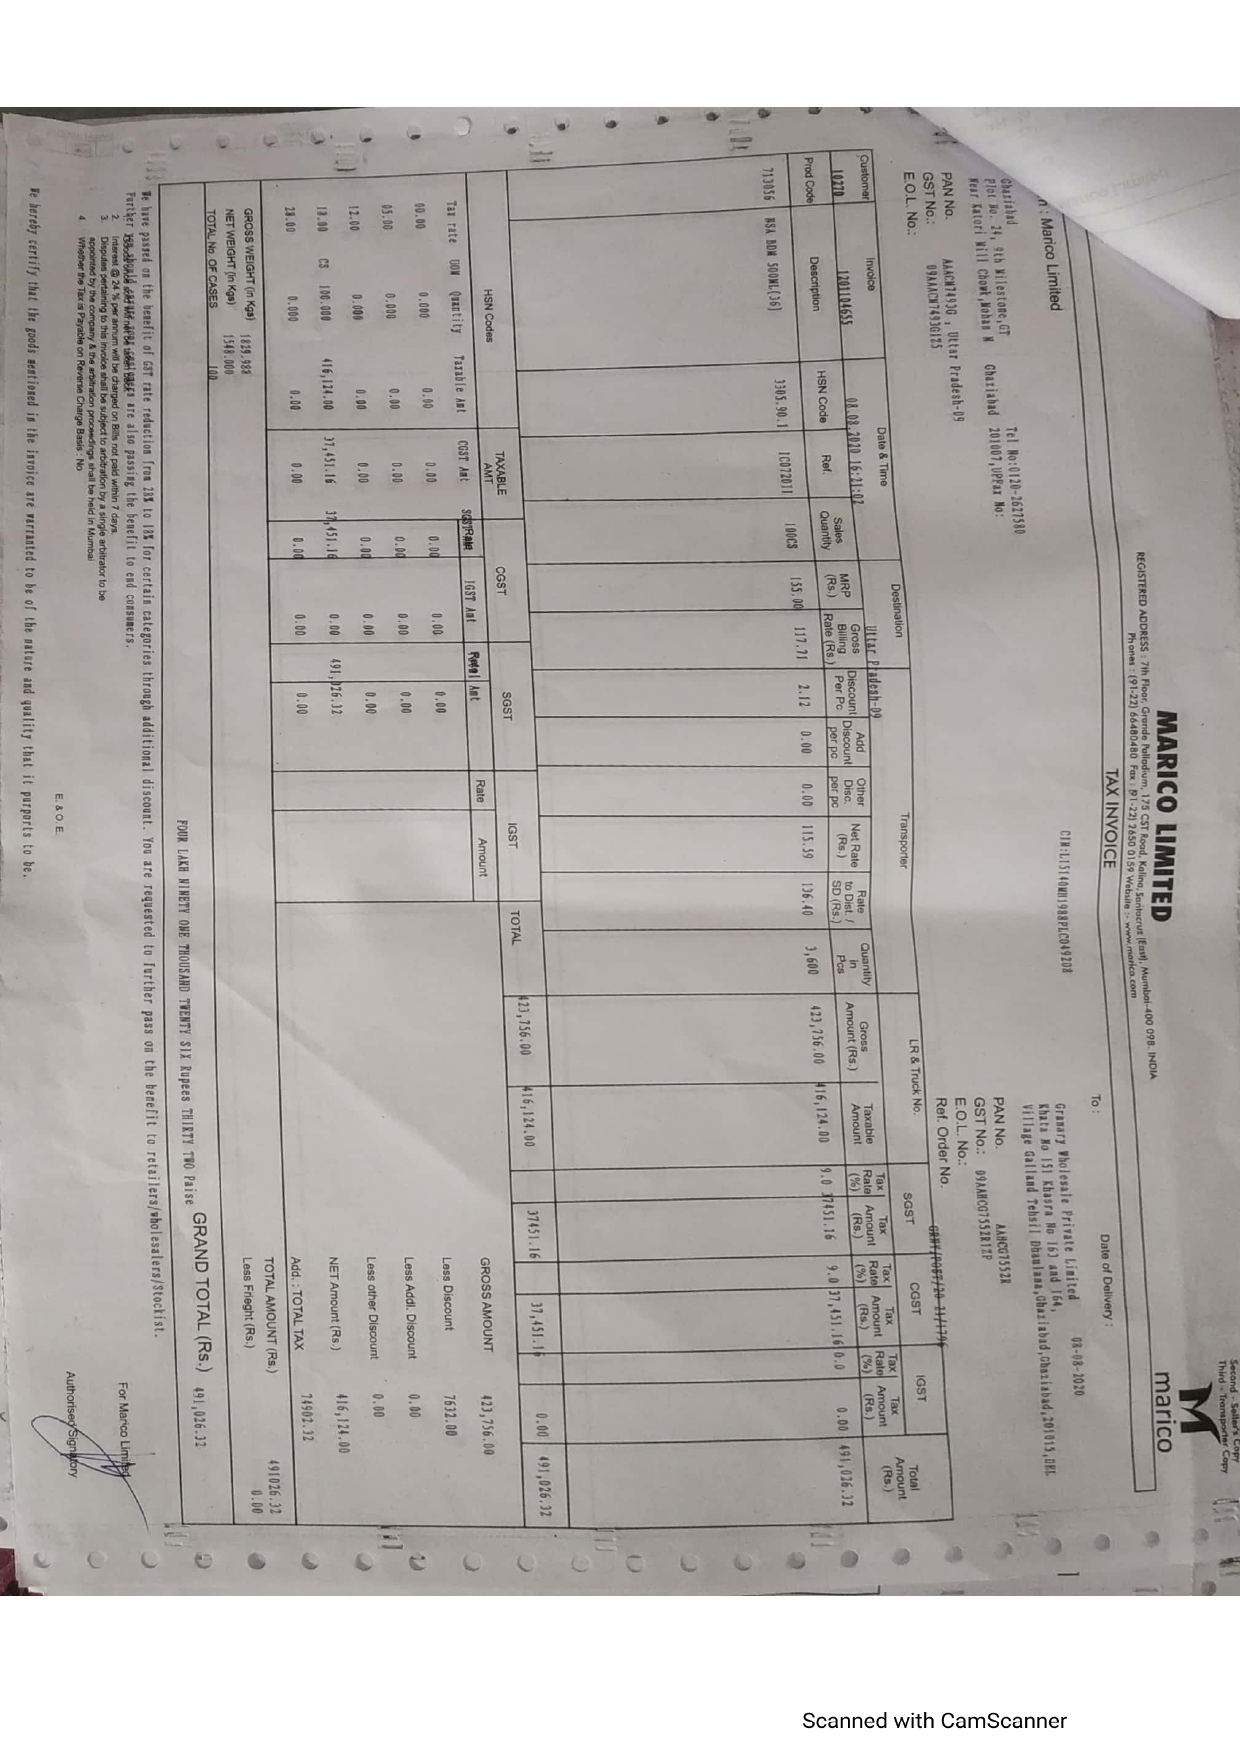 Second - Seller's Copy
Third - Transporter Copy
marico
MARICO LIMITED
REGISTERED ADDRESS : 7th Floor, Grande Palladium, 175 CST Road, Kalina, Santacruz (East), Mumbai-400 098. INDIA
Phones : (91-22) 66480480 Fax : (91-22) 2650 0159 Website :- www.marico.com
TAX INVOICE
: Marico Limited
CIN:L15140MH1988PLC049208
To :
Date of Delivery :
Granary Wholesale Private Limited 08-08-2020
Khata No 151 Khasra No 163 and 164,
Village Galland Tehsil Dhaulana,Ghaziabad,Ghaziabad,201015,DEL
Ghaziabad
Tel No:0120-2627580
Plot No. 24, 9th Milestone,GT
Near Katori Mill Chowk,Mohan N Ghaziabad 201007,UPFax No:
PAN No. AAACM7493G , Uttar Pradesh-09
GST No.: 09AAACM7493G1Z5
E.O.L. No.:
PAN No. AAHCG7552R
GST No.: 09AAHCG7552R1ZP
E.O.L. No.:
Ref. Order No. GRNY/POST/20-21/1796
Customer Invoice Date & Time Destination Transporter LR & Truck No. SGST CGST IGST Total Amount (Rs.)
10270 1201104655 08.08.2020 16:21:02 Uttar Pradesh-09
Prod Code Description HSN Code Ref. Sales Quantity MRP (Rs.) Gross Billing Rate (Rs.) Discount Per Pc Add Discount per pc Other Disc. per pc Net Rate (Rs.) Rate to Dist. / SD (Rs.) Quantity in Pcs Gross Amount (Rs.) Taxable Amount Tax Rate (%) Tax Amount (Rs.) Tax Rate (%) Tax Amount (Rs.) Tax Rate (%) Tax Amount (Rs.)
713056 HSA BDM 500ML(36) 3305.90.1 1C072011 100CS 155.00 117.71 2.12 0.00 0.00 115.59 136.40 3,600 423,756.00 416,124.00 9.0 37451.16 9.0 37,451.16 0.0 0.00 491,026.32
TOTAL 423,756.00 416,124.00 37451.16 37,451.16 0.00 491,026.32
HSN Codes TAXABLE AMT CGST SGST IGST
Rate Amount
Tax rate UOM Quantity Taxable Amt CGST Amt IGST Amt Amt
00.00 0.000 0.00 0.00 0.00 0.00 0.00
05.00 0.000 0.00 0.00 0.00 0.00 0.00
12.00 0.000 0.00 0.00 0.00 0.00 0.00
18.00 CS 100.000 416,124.00 37,451.16 37,451.16 0.00 491,026.32
28.00 0.000 0.00 0.00 0.00 0.00 0.00
GROSS AMOUNT 423,756.00
Less Discount 7632.00
Less Addl. Discount 0.00
Less other Discount 0.00
NET Amount (Rs.) 416,124.00
Add. : TOTAL TAX 74902.32
TOTAL AMOUNT (Rs.) 491026.32
Less Frieght (Rs.) 0.00
GROSS WEIGHT (in Kgs) 1829.988
NET WEIGHT (in Kgs) 1548.000
TOTAL No. OF CASES 100
FOUR LAKH NINETY ONE THOUSAND TWENTY SIX Rupees THIRTY TWO Paise GRAND TOTAL (Rs.) 491,026.32
We have passed on the benefit of GST rate reduction from 28% to 18% for certain categories through additional discount. You are requested to further pass on the benefit to retailers/wholesalers/Stockist.
Further are also passing the benefit to end consumers.
2. Interest @ 24 % per annum will be charged on Bills not paid within 7 days.
3. Disputes pertaining to this invoice shall be subject to arbitration by a single arbitrator to be
appointed by the company & the arbitration proceedings shall be held in Mumbai
4. Whether the Tax is Payable on Reverse Charge Basis : No
For Marico Limited
Authorised Signatory
E. & O. E.
We hereby certify that the goods mentioned in the invoice are warranted to be of the nature and quality that it purports to be.
Scanned with CamScanner